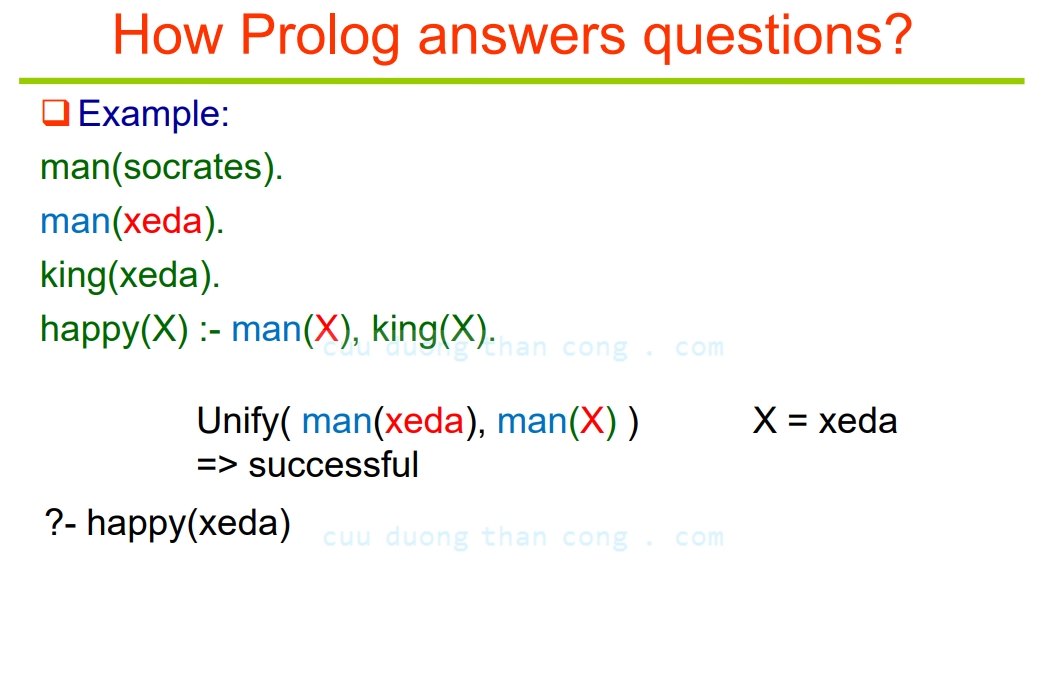 How Prolog answers questions?
Example:
man(socrates).
man(xeda).
king(xeda).
happy(X) :- man(X), king(X).
cuu duong than cong . com
Unify( man(xeda), man(X) ) X = xeda
=> successful
?- happy(xeda)
cuu duong than cong . com